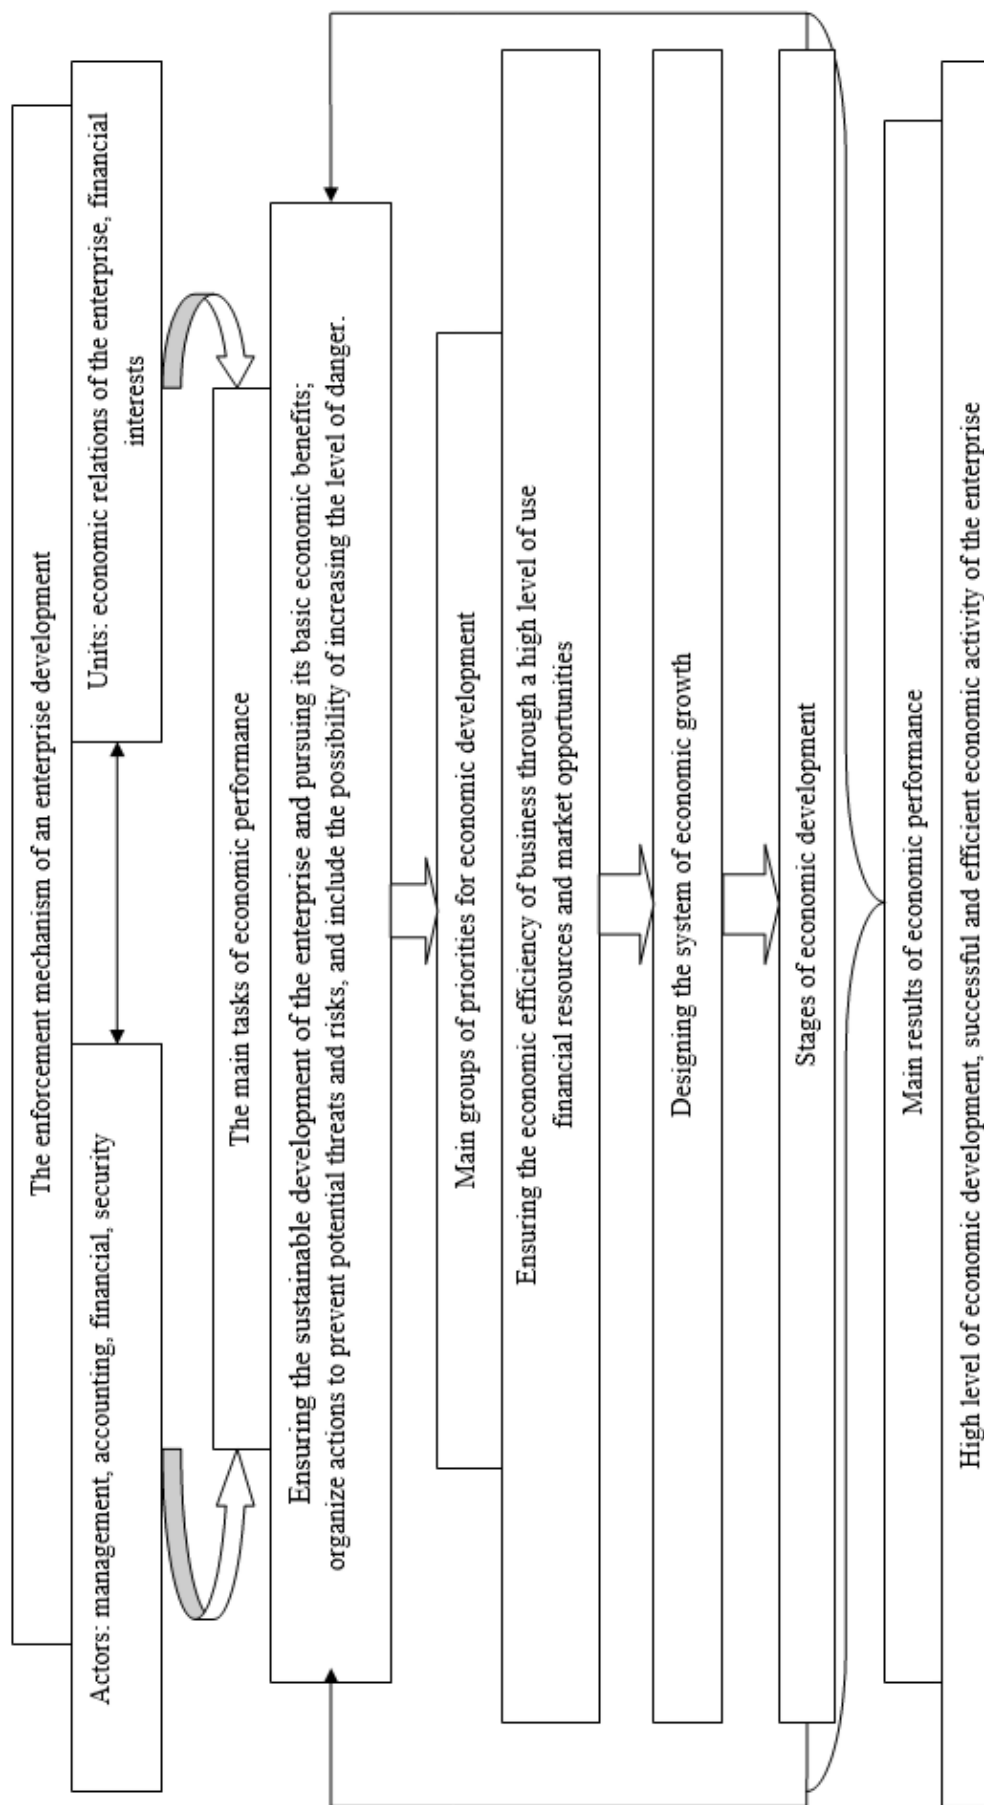 The enforcement mechanism of an enterprise development
Actors: management, accounting, financial, security
Units: economic relations of the enterprise, financial
interests
The main tasks of economic performance
Ensuring the sustainable development of the enterprise and pursuing its basic economic benefits;
organize actions to prevent potential threats and risks, and include the possibility of increasing the level of danger.
Main groups of priorities for economic development
Ensuring the economic efficiency of business through a high level of use
financial resources and market opportunities
Designing the system of economic growth
Stages of economic development
Main results of economic performance
High level of economic development, successful and efficient economic activity of the enterprise